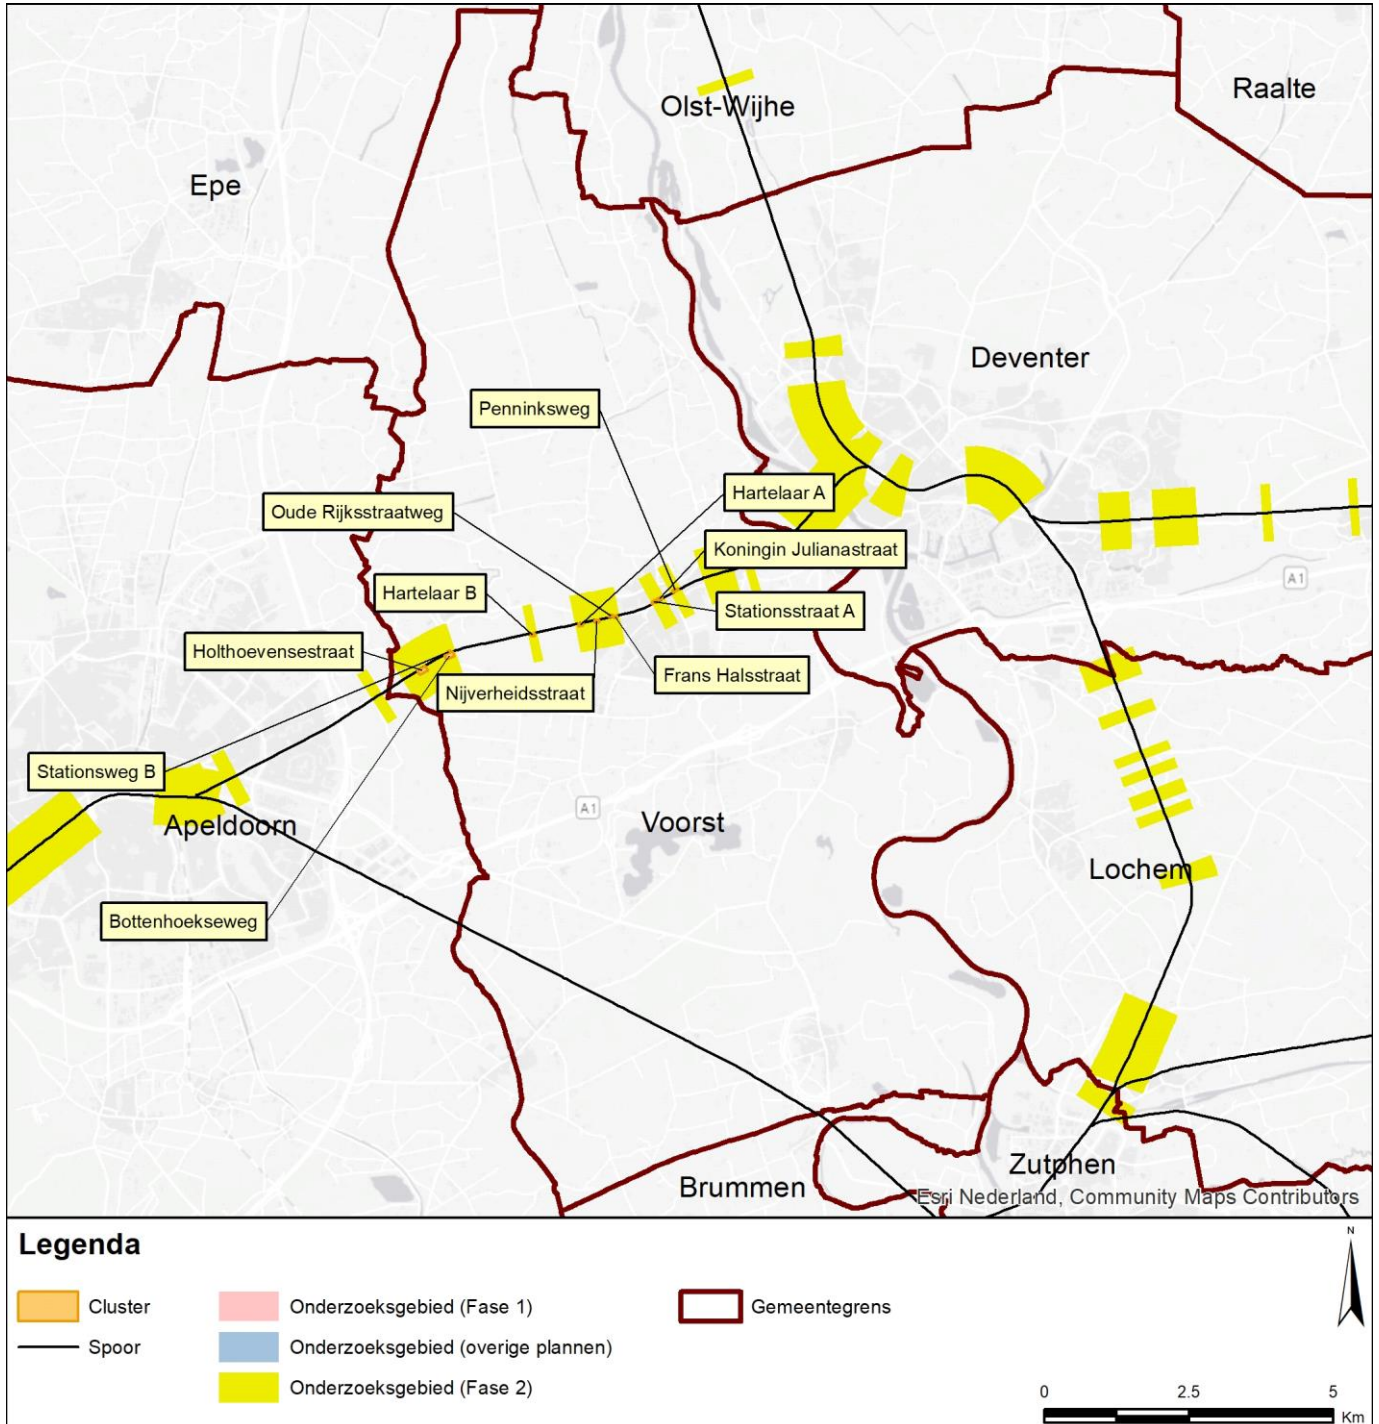 Raalte
Olst-Wijhe
Epe
Deventer
Penninksweg
Hartelaar A
Oude Rijksstraatweg
Koningin Julianastraat
A1
Hartelaar B
Stationsstraat A
Holthoevensestraat
Frans Halsstraat
Nijverheidsstraat
Stationsweg B
A1
Voorst
Apeldoorn
Lochem
Bottenhoekseweg
Zutphen
Brummen
Esri Nederland, Community Maps Contributors
Legenda
N
Cluster
Onderzoeksgebied (Fase 1)
Gemeentegrens
Spoor
Onderzoeksgebied (overige plannen)
Onderzoeksgebied (Fase 2)
0 2.5 5
Km